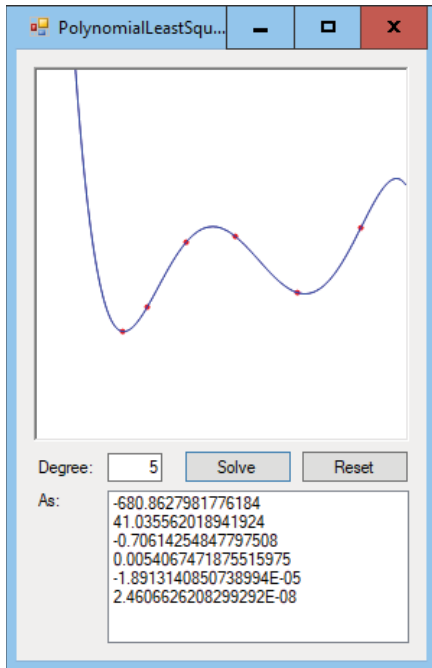 PolynomialLeastSqu...
Degree: 5 Solve Reset
As:
-680.8627981776184
41.035562018941924
-0.70614254847797508
0.0054067471875515975
-1.8913140850738994E-05
2.4606626208299292E-08